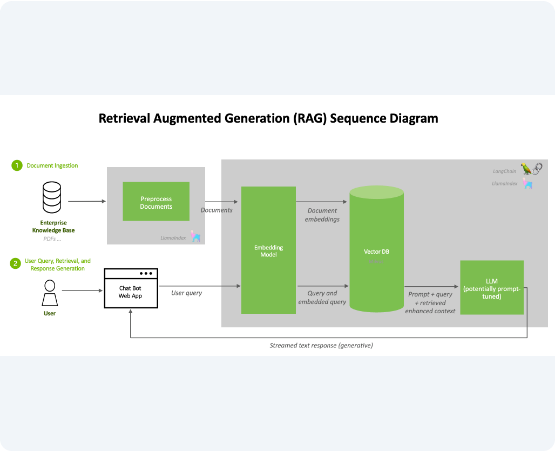 Retrieval Augmented Generation (RAG) Sequence Diagram
1 Document Ingestion
LangChain
LlamaIndex
Preprocess
Documents
Enterprise
Knowledge Base
PDFs...
LlamaIndex
Documents
Document
embeddings
Embedding
Model
Vector DB
2 User Query, Retrieval, and
Response Generation
Chat Bot
Web App
User
User query
Query and
embedded query
Prompt + query
+ retrieved
enhanced context
LLM
(potentially prompt-
tuned)
Streamed text response (generative)